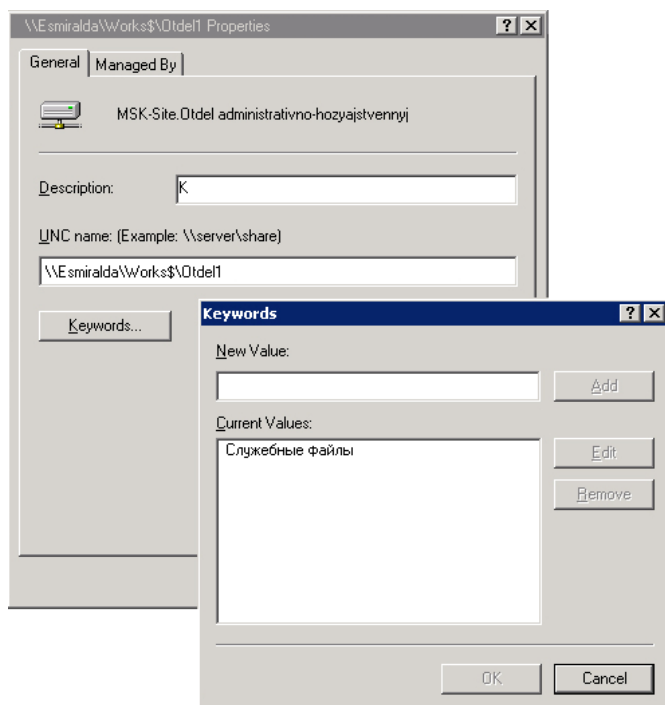 \\Esmiralda\Works$\Otdel1 Properties
General
Managed By
MSK-Site.Otdel administrativno-hozyajstvennyj
Description:
K
UNC name: (Example: \\server\share)
\\Esmiralda\Works$\Otdel1
Keywords...
Keywords
New Value:
Add
Current Values:
Служебные файлы
Edit
Remove
OK
Cancel